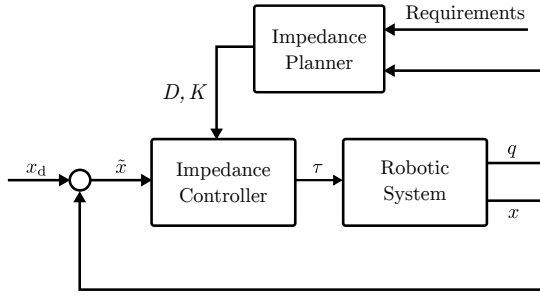 Requirements
Impedance
Planner
D, K
x_d
x̃
Impedance
Controller
τ
Robotic
System
q
x